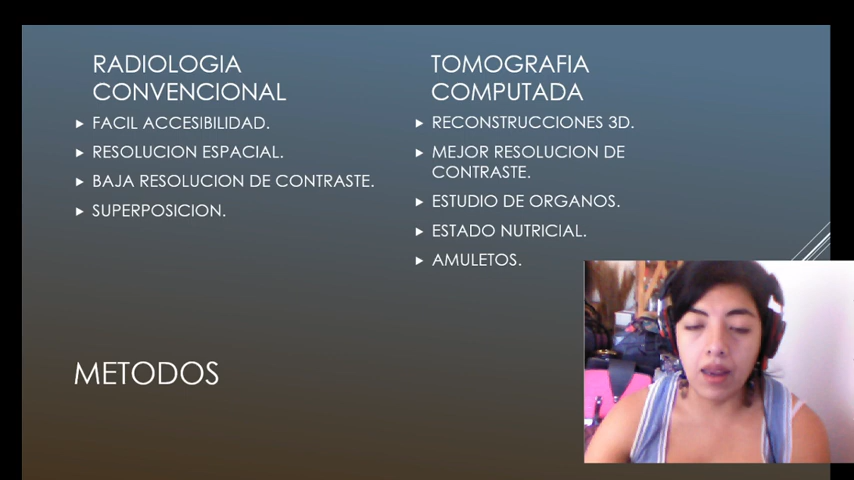 RADIOLOGIA
CONVENCIONAL
FACIL ACCESIBILIDAD.
RESOLUCION ESPACIAL.
BAJA RESOLUCION DE CONTRASTE.
SUPERPOSICION.
TOMOGRAFIA
COMPUTADA
RECONSTRUCCIONES 3D.
MEJOR RESOLUCION DE
CONTRASTE.
ESTUDIO DE ORGANOS.
ESTADO NUTRICIAL.
AMULETOS.
METODOS